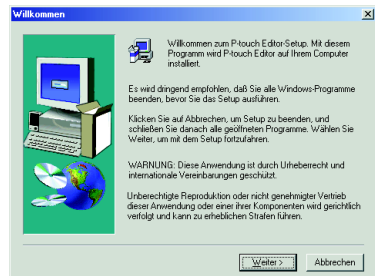 Willkommen
Willkommen zum P-touch Editor-Setup. Mit diesem
Programm wird P-touch Editor auf Ihrem Computer
installiert.
Es wird dringend empfohlen, daß Sie alle Windows-Programme
beenden, bevor Sie das Setup ausführen.
Klicken Sie auf Abbrechen, um Setup zu beenden, und
schließen Sie danach alle geöffneten Programme. Wählen Sie
Weiter, um mit dem Setup fortzufahren.
WARNUNG: Diese Anwendung ist durch Urheberrecht und
internationale Vereinbarungen geschützt.
Unberechtigte Reproduktion oder nicht genehmigter Vertrieb
dieser Anwendung oder einer ihrer Komponenten wird gerichtlich
verfolgt und kann zu erheblichen Strafen führen.
Weiter > Abbrechen